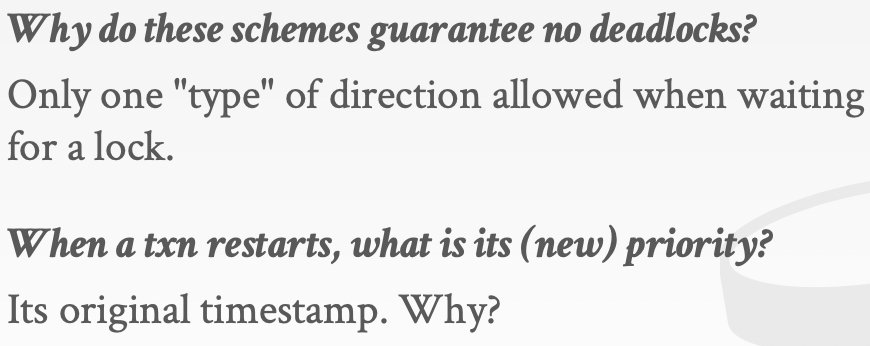 Why do these schemes guarantee no deadlocks?
Only one "type" of direction allowed when waiting
for a lock.
When a txn restarts, what is its (new) priority?
Its original timestamp. Why?